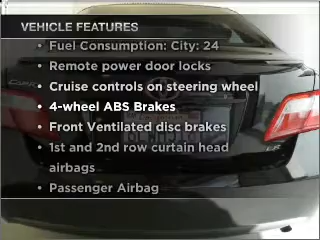 VEHICLE FEATURES
• Fuel Consumption: City: 24
• Remote power door locks
• Cruise controls on steering wheel
• 4-wheel ABS Brakes
• Front Ventilated disc brakes
• 1st and 2nd row curtain head
airbags
• Passenger Airbag